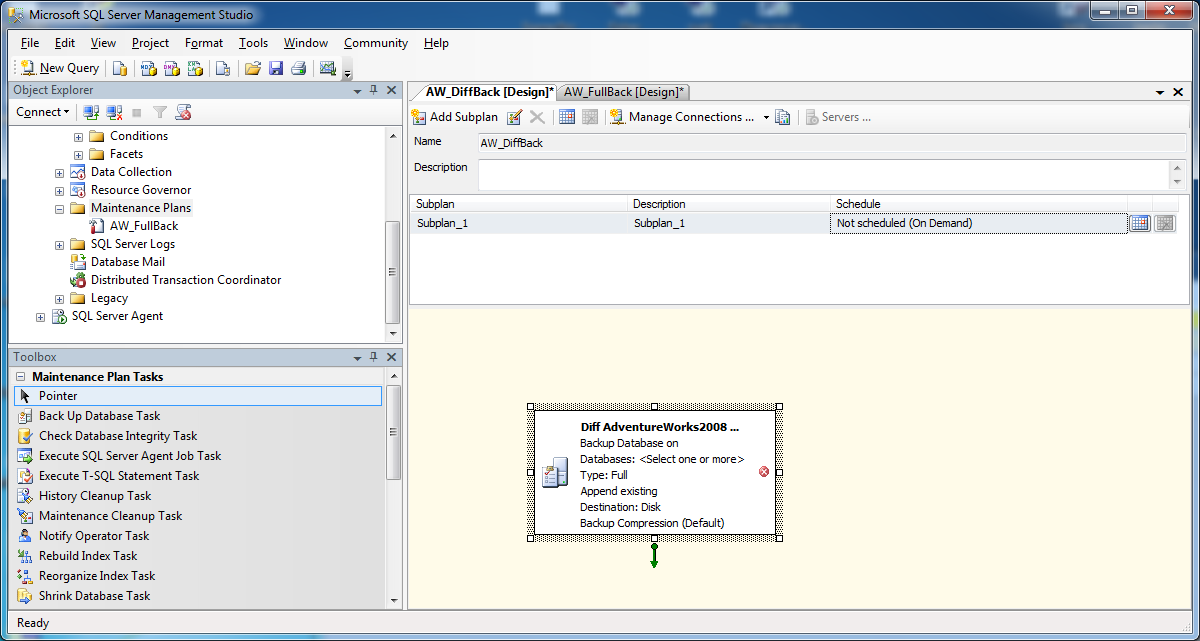 Microsoft SQL Server Management Studio
File Edit View Project Format Tools Window Community Help
New Query
Object Explorer
Connect
Conditions
Facets
Data Collection
Resource Governor
Maintenance Plans
AW_FullBack
SQL Server Logs
Database Mail
Distributed Transaction Coordinator
Legacy
SQL Server Agent
Toolbox
Maintenance Plan Tasks
Pointer
Back Up Database Task
Check Database Integrity Task
Execute SQL Server Agent Job Task
Execute T-SQL Statement Task
History Cleanup Task
Maintenance Cleanup Task
Notify Operator Task
Rebuild Index Task
Reorganize Index Task
Shrink Database Task
AW_DiffBack [Design]* AW_FullBack [Design]*
Add Subplan Manage Connections ... Servers ...
Name AW_DiffBack
Description
Subplan Description Schedule
Subplan_1 Subplan_1 Not scheduled (On Demand)
Diff AdventureWorks2008 ...
Backup Database on
Databases: <Select one or more>
Type: Full
Append existing
Destination: Disk
Backup Compression (Default)
Ready